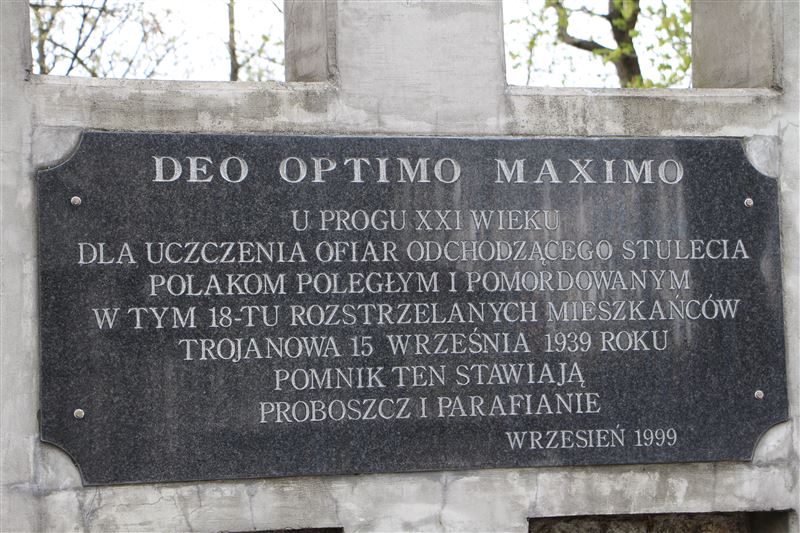 DEO OPTIMO MAXIMO
U PROGU XXI WIEKU
DLA UCZCZENIA OFIAR ODCHODZĄCEGO STULECIA
POLAKOM POLEGŁYM I POMORDOWANYM
W TYM 18-TU ROZSTRZELANYCH MIESZKAŃCÓW
TROJANOWA 15 WRZEŚNIA 1939 ROKU
POMNIK TEN STAWIAJĄ
PROBOSZCZ I PARAFIANIE
WRZESIEŃ 1999